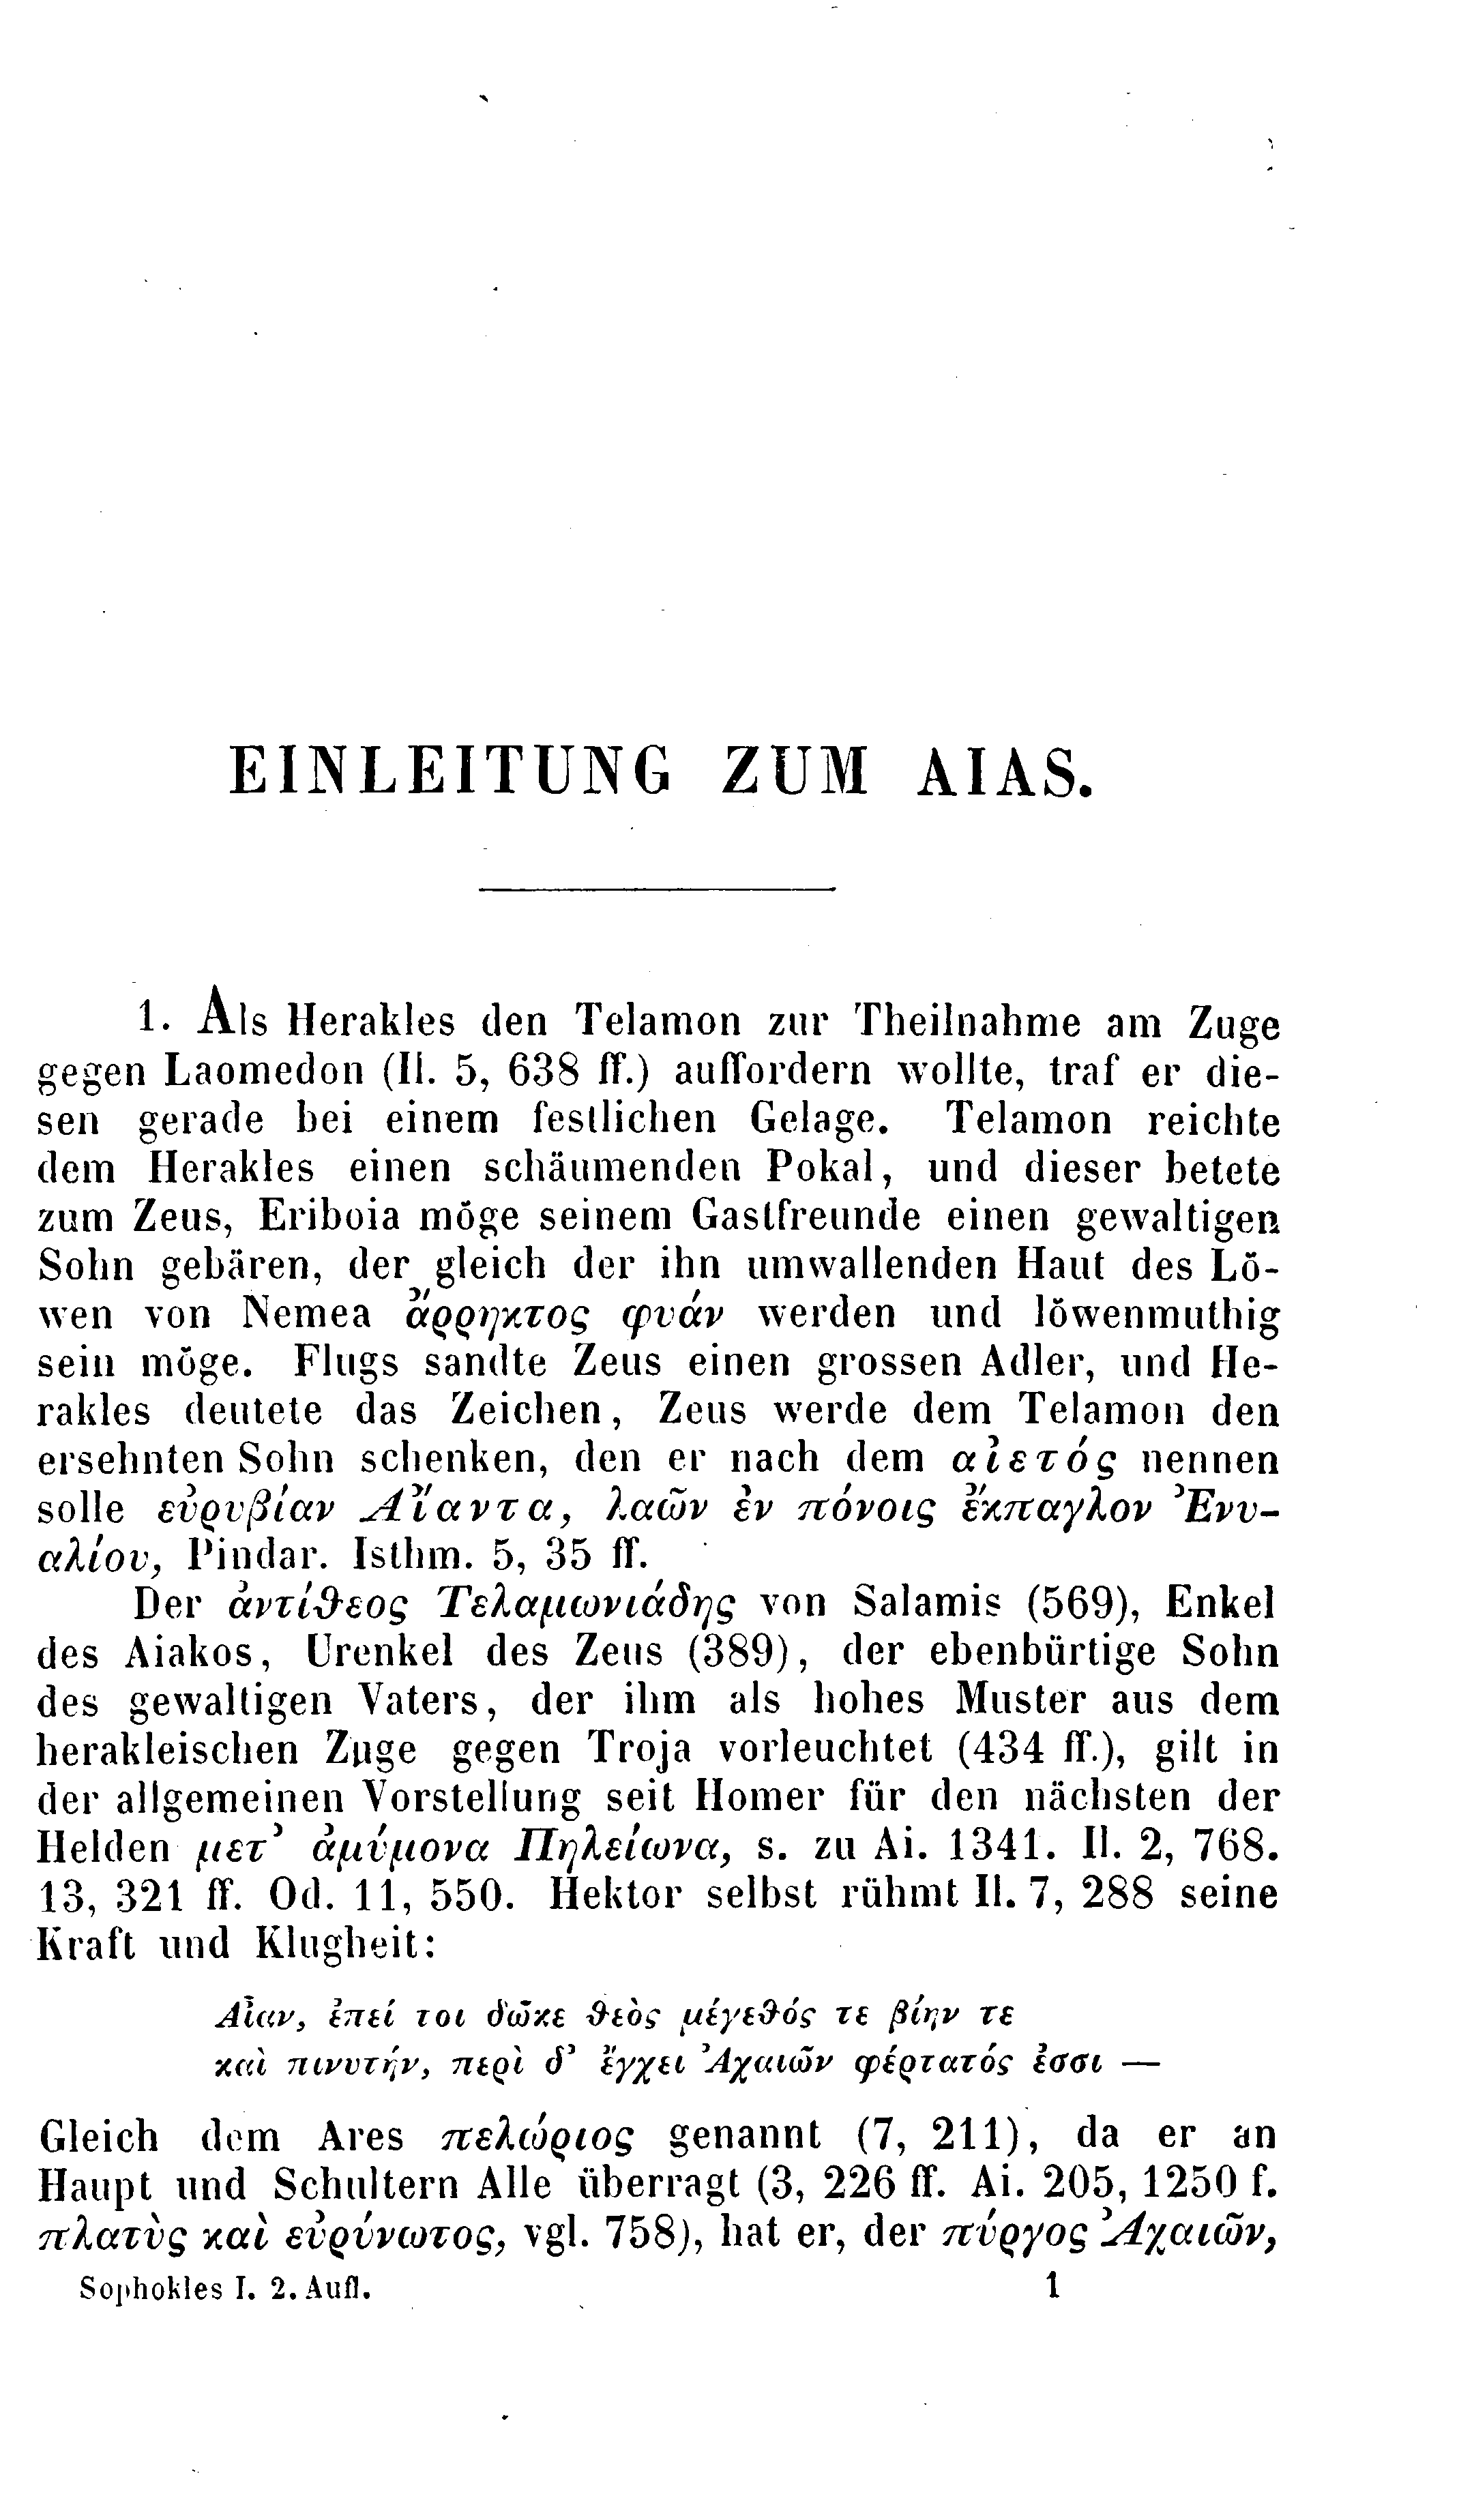 EINLEITUNG ZUM AIAS.
1. Als Herakles den Telamon zur Theilnahme am Zuge
gegen Laomedon (Il. 5, 638 ff.) auffordern wollte, traf er die-
sen gerade bei einem festlichen Gelage. Telamon reichte
dem Herakles einen schäumenden Pokal, und dieser betete
zum Zeus, Eriboia möge seinem Gastfreunde einen gewaltigen
Sohn gebären, der gleich der ihn umwallenden Haut des Lö-
wen von Nemea ἄρρηκτος φυάν werden und löwenmuthig
sein möge. Flugs sandte Zeus einen grossen Adler, und He-
rakles deutete das Zeichen, Zeus werde dem Telamon den
ersehnten Sohn schenken, den er nach dem αἰετός nennen
solle εὐρυβίαν Αἴαντα, λαῶν ἐν πόνοις ἔκπαγλον Ἐνυ-
αλίου, Pindar. Isthm. 5, 35 ff.
Der ἀντίθεος Τελαμωνιάδης von Salamis (569), Enkel
des Aiakos, Urenkel des Zeus (389), der ebenbürtige Sohn
des gewaltigen Vaters, der ihm als hohes Muster aus dem
herakleischen Zuge gegen Troja vorleuchtet (434 ff.), gilt in
der allgemeinen Vorstellung seit Homer für den nächsten der
Helden μετ᾽ ἀμύμονα Πηλείωνα, s. zu Ai. 1341. Il. 2, 768.
13, 321 ff. Od. 11, 550. Hektor selbst rühmt Il. 7, 288 seine
Kraft und Klugheit:
Αἶαν, ἐπεί τοι δῶκε θεὸς μέγεθός τε βίην τε
καὶ πινυτήν, περὶ δ᾽ ἔγχει Ἀχαιῶν φέρτατός ἐσσι —
Gleich dem Ares πελώριος genannt (7, 211), da er an
Haupt und Schultern Alle überragt (3, 226 ff. Ai. 205, 1250 f.
πλατὺς καὶ εὐρύνωτος, vgl. 758), hat er, der πύργος Ἀχαιῶν,
Sophokles I. 2. Aufl. 1